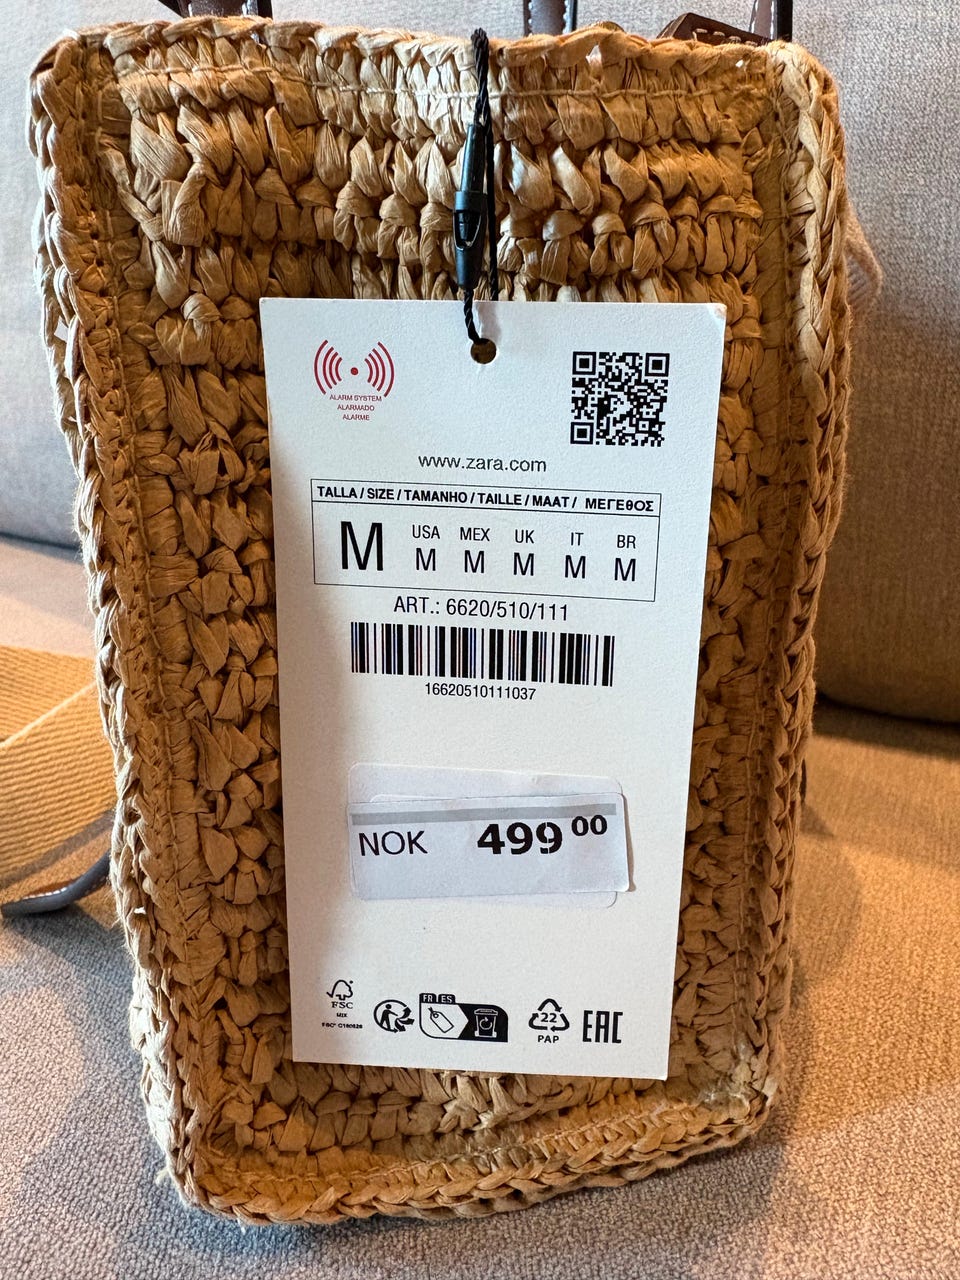 ALARM SYSTEM
ALARMADO
ALARME
www.zara.com
TALLA / SIZE / TAMANHO / TAILLE / MAAT / ΜΕΓΕΘΟΣ
M
USA MEX UK IT BR
M M M M M
ART.: 6620/510/111
16620510111037
NOK 499 00
FSC
MIX
FR ES
22
PAP
EAC